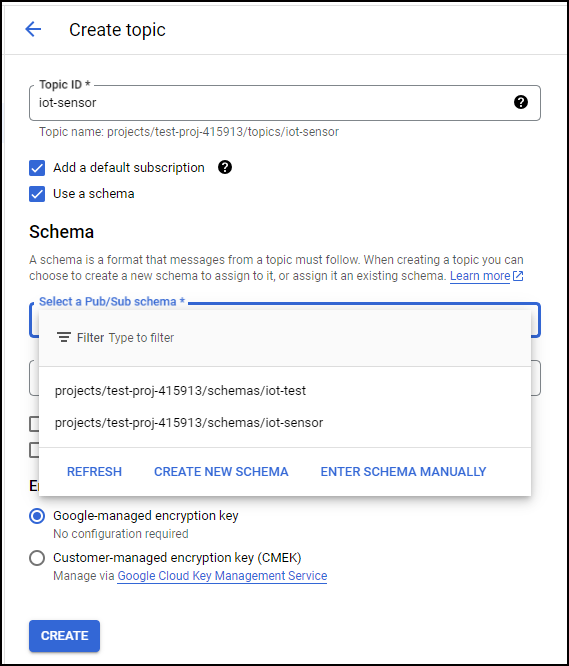 Create topic
Topic ID *
iot-sensor
Topic name: projects/test-proj-415913/topics/iot-sensor
Add a default subscription
Use a schema
Schema
A schema is a format that messages from a topic must follow. When creating a topic you can
choose to create a new schema to assign to it, or assign it an existing schema. Learn more
Select a Pub/Sub schema *
Filter Type to filter
projects/test-proj-415913/schemas/iot-test
projects/test-proj-415913/schemas/iot-sensor
REFRESH CREATE NEW SCHEMA ENTER SCHEMA MANUALLY
Google-managed encryption key
No configuration required
Customer-managed encryption key (CMEK)
Manage via Google Cloud Key Management Service
CREATE